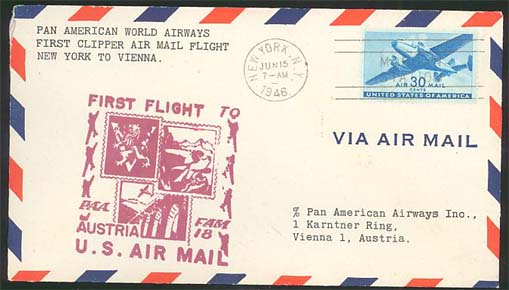 PAN AMERICAN WORLD AIRWAYS
FIRST CLIPPER AIR MAIL FLIGHT
NEW YORK TO VIENNA.
NEW YORK, N.Y.
JUN 15
7-AM
1946
AIR 30 MAIL
CENTS
UNITED STATES OF AMERICA
VIA AIR MAIL
FIRST FLIGHT TO
PAA FAM
18
AUSTRIA
U.S. AIR MAIL
% Pan American Airways Inc.,
1 Karntner Ring,
Vienna 1, Austria.